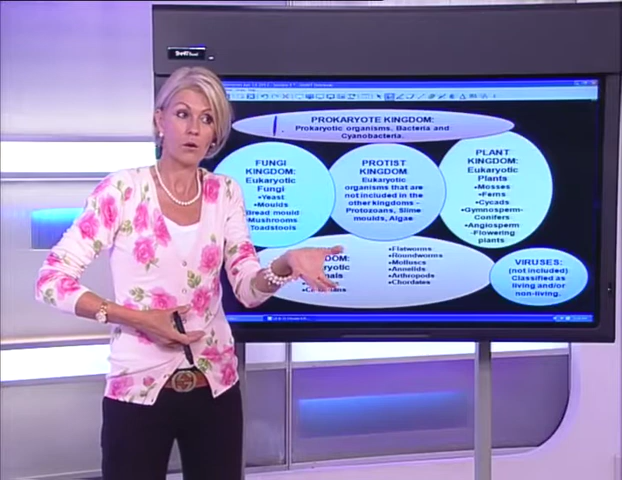 PROKARYOTE KINGDOM:
Prokaryotic organisms. Bacteria and
Cyanobacteria.
FUNGI
KINGDOM:
Eukaryotic
Fungi
•Yeast
•Moulds
Bread mould
Mushrooms
Toadstools
PROTIST
KINGDOM:
Eukaryotic
organisms that are
not included in the
other kingdoms -
Protozoans, Slime
moulds, Algae
PLANT
KINGDOM:
Eukaryotic
Plants
•Mosses
•Ferns
•Cycads
•Gymnosperm-
Conifers
•Angiosperm
-Flowering
plants
•Flatworms
•Roundworms
•Molluscs
•Annelids
•Arthropods
•Chordates
VIRUSES:
(not included)
Classified as
living and/or
non-living.